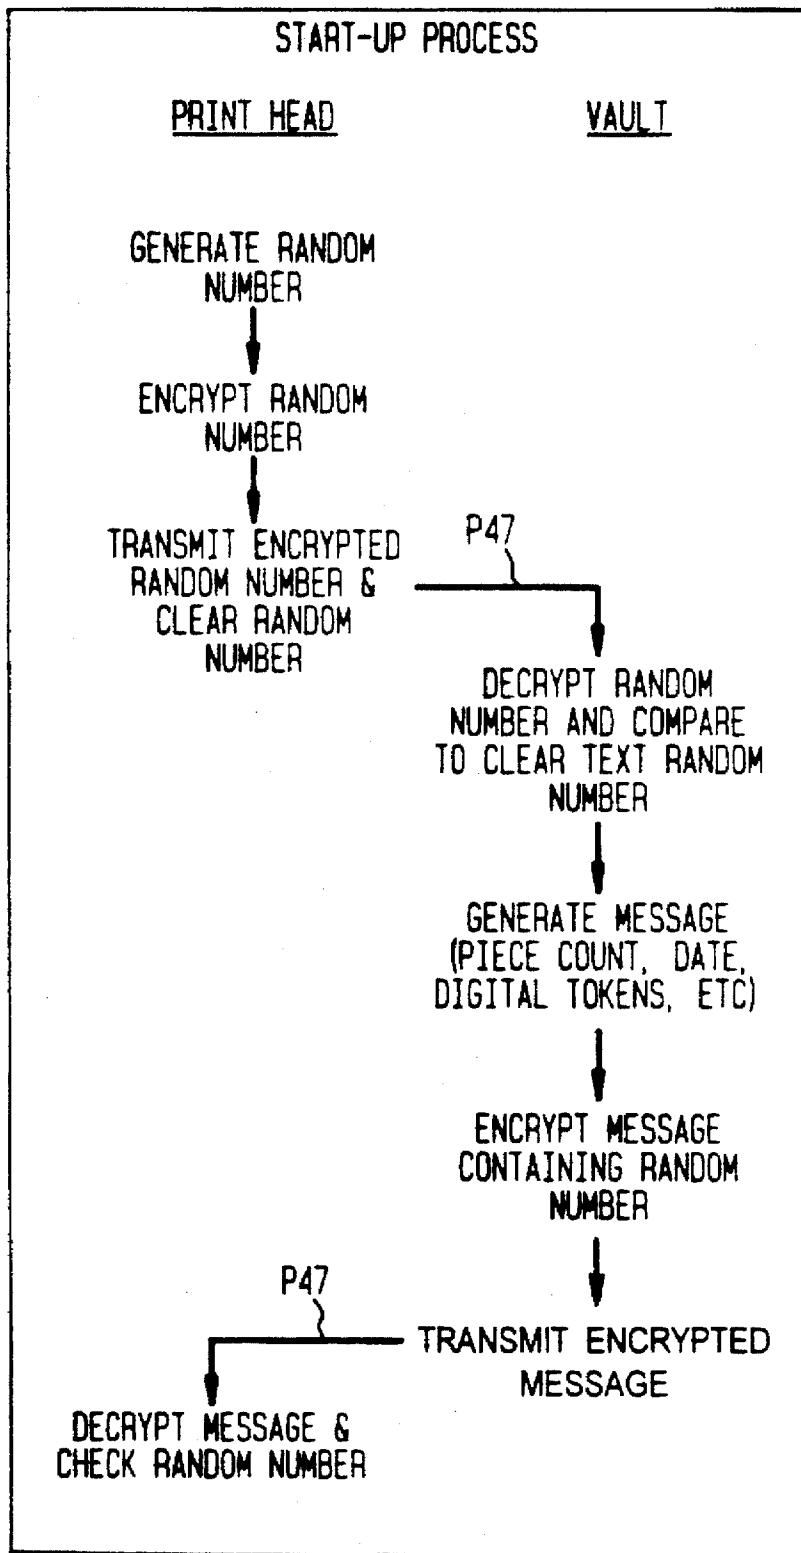 START-UP PROCESS
PRINT HEAD
VAULT
GENERATE RANDOM
NUMBER
ENCRYPT RANDOM
NUMBER
TRANSMIT ENCRYPTED
RANDOM NUMBER &
CLEAR RANDOM
NUMBER
P47
DECRYPT RANDOM
NUMBER AND COMPARE
TO CLEAR TEXT RANDOM
NUMBER
GENERATE MESSAGE
(PIECE COUNT, DATE,
DIGITAL TOKENS, ETC)
ENCRYPT MESSAGE
CONTAINING RANDOM
NUMBER
TRANSMIT ENCRYPTED
MESSAGE
P47
DECRYPT MESSAGE &
CHECK RANDOM NUMBER